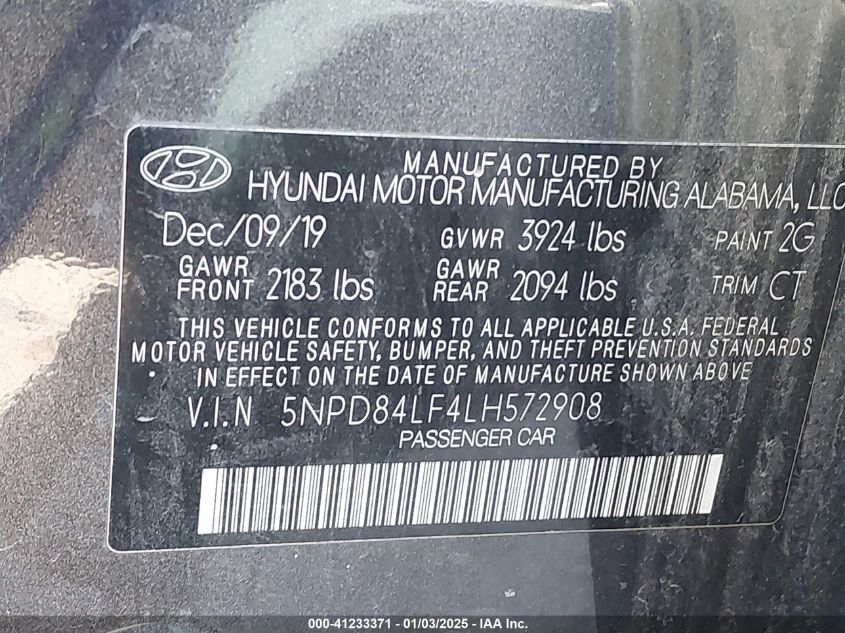 MANUFACTURED BY
HYUNDAI MOTOR MANUFACTURING ALABAMA, LLC
Dec/09/19 GVWR 3924 lbs PAINT 2G
GAWR FRONT 2183 lbs GAWR REAR 2094 lbs TRIM CT
THIS VEHICLE CONFORMS TO ALL APPLICABLE U.S.A. FEDERAL
MOTOR VEHICLE SAFETY, BUMPER, AND THEFT PREVENTION STANDARDS
IN EFFECT ON THE DATE OF MANUFACTURE SHOWN ABOVE
V.I.N 5NPD84LF4LH572908
PASSENGER CAR
000-41233371 - 01/03/2025 - COPYRIGHT IAA, LLC.